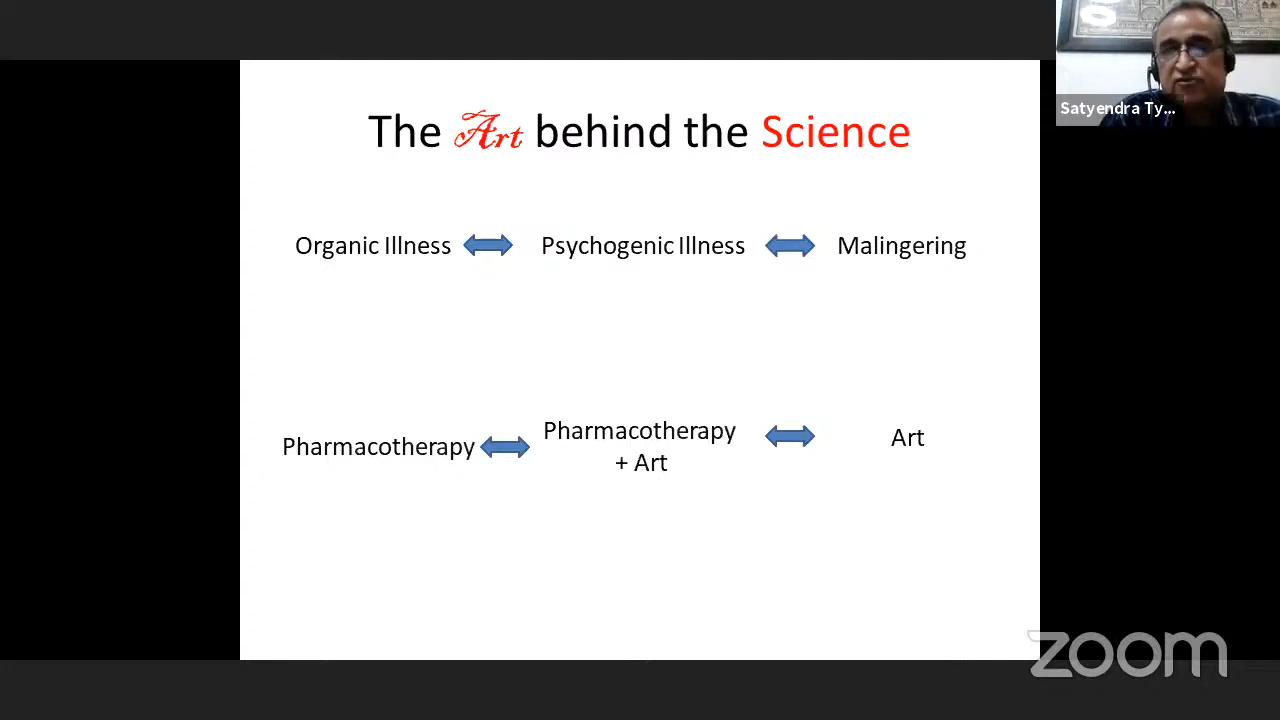 The Art behind the Science
Organic Illness Psychogenic Illness Malingering
Pharmacotherapy Pharmacotherapy Art
+ Art
Satyendra Ty...
zoom